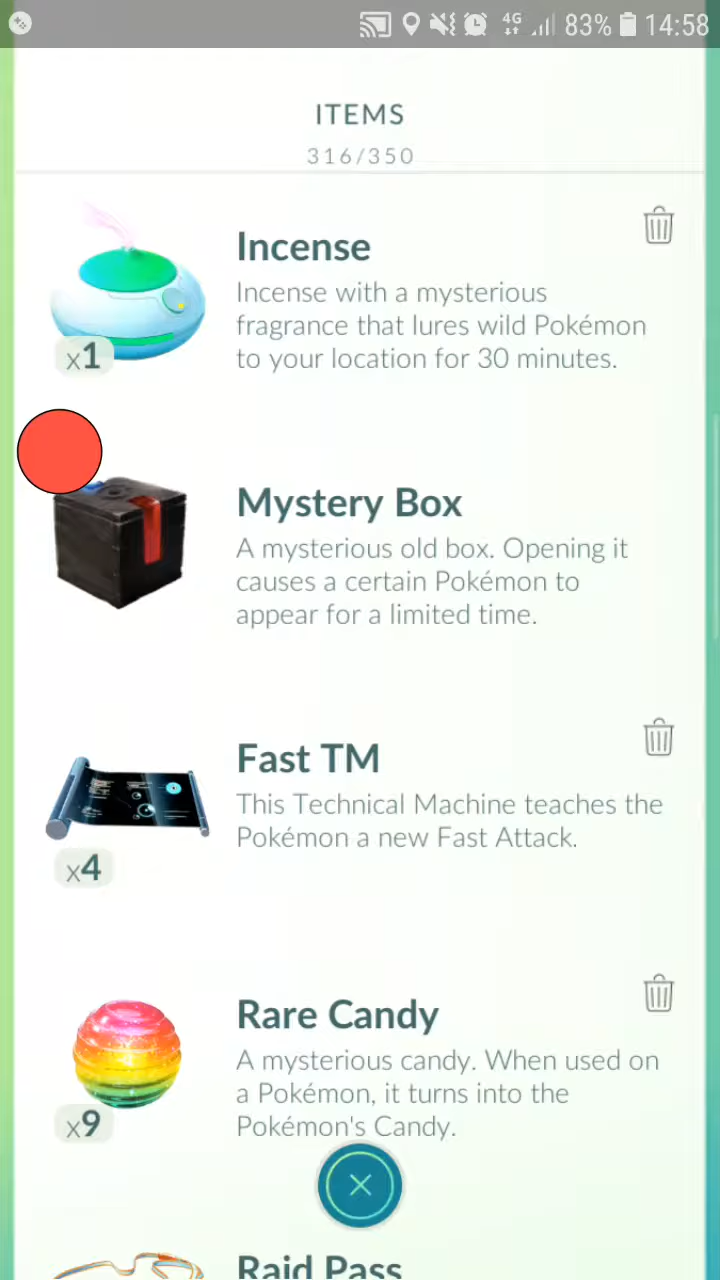 4G 83% 14:58
ITEMS
316/350
Incense
Incense with a mysterious
fragrance that lures wild Pokémon
to your location for 30 minutes.
x1
Mystery Box
A mysterious old box. Opening it
causes a certain Pokémon to
appear for a limited time.
Fast TM
This Technical Machine teaches the
Pokémon a new Fast Attack.
x4
Rare Candy
A mysterious candy. When used on
a Pokémon, it turns into the
Pokémon's Candy.
x9
Raid Pass